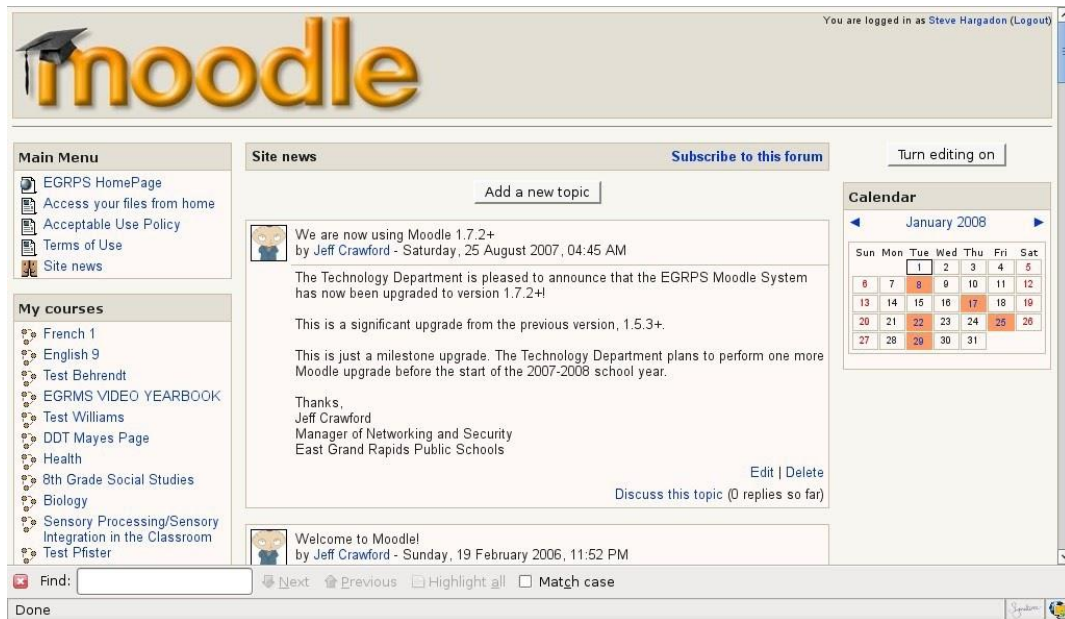 You are logged in as Steve Hargadon (Logout)
moodle
Main Menu
EGRPS HomePage
Access your files from home
Acceptable Use Policy
Terms of Use
Site news
My courses
French 1
English 9
Test Behrendt
EGRMS VIDEO YEARBOOK
Test Williams
DDT Mayes Page
Health
8th Grade Social Studies
Biology
Sensory Processing/Sensory
Integration in the Classroom
Test Pfister
Site news
Subscribe to this forum
Add a new topic
We are now using Moodle 1.7.2+
by Jeff Crawford - Saturday, 25 August 2007, 04:45 AM
The Technology Department is pleased to announce that the EGRPS Moodle System
has now been upgraded to version 1.7.2+!
This is a significant upgrade from the previous version, 1.5.3+.
This is just a milestone upgrade. The Technology Department plans to perform one more
Moodle upgrade before the start of the 2007-2008 school year.
Thanks,
Jeff Crawford
Manager of Networking and Security
East Grand Rapids Public Schools
Edit | Delete
Discuss this topic (0 replies so far)
Welcome to Moodle!
by Jeff Crawford - Sunday, 19 February 2006, 11:52 PM
Turn editing on
Calendar
January 2008
Sun Mon Tue Wed Thu Fri Sat
1 2 3 4 5
6 7 8 9 10 11 12
13 14 15 16 17 18 19
20 21 22 23 24 25 26
27 28 29 30 31
Find:
Next
Previous
Highlight all
Match case
Done